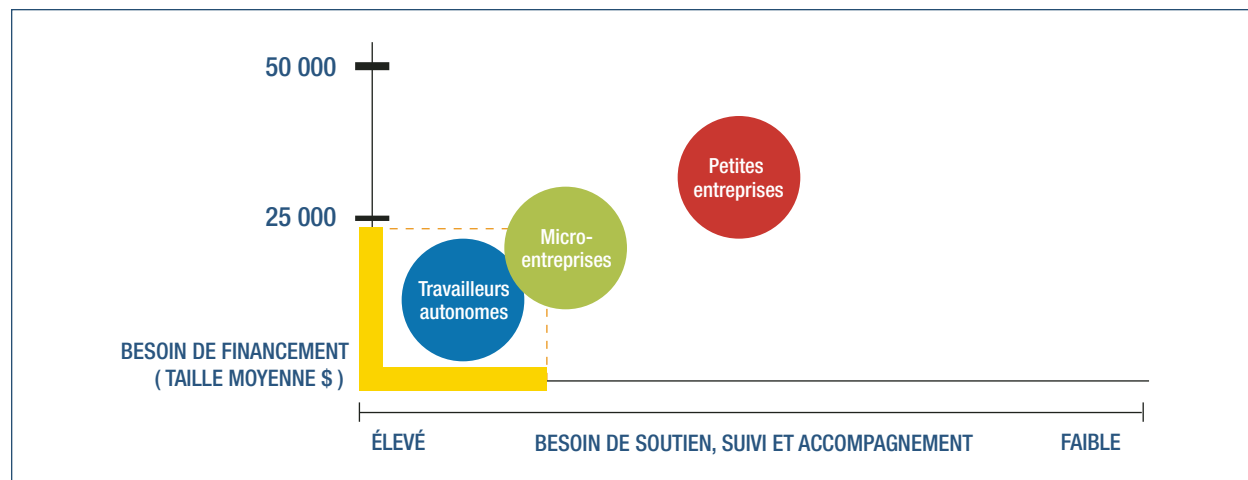 50 000
Petites
entreprises
25 000
Micro-
entreprises
Travailleurs
autonomes
BESOIN DE FINANCEMENT
( TAILLE MOYENNE $ )
ÉLEVÉ
BESOIN DE SOUTIEN, SUIVI ET ACCOMPAGNEMENT
FAIBLE